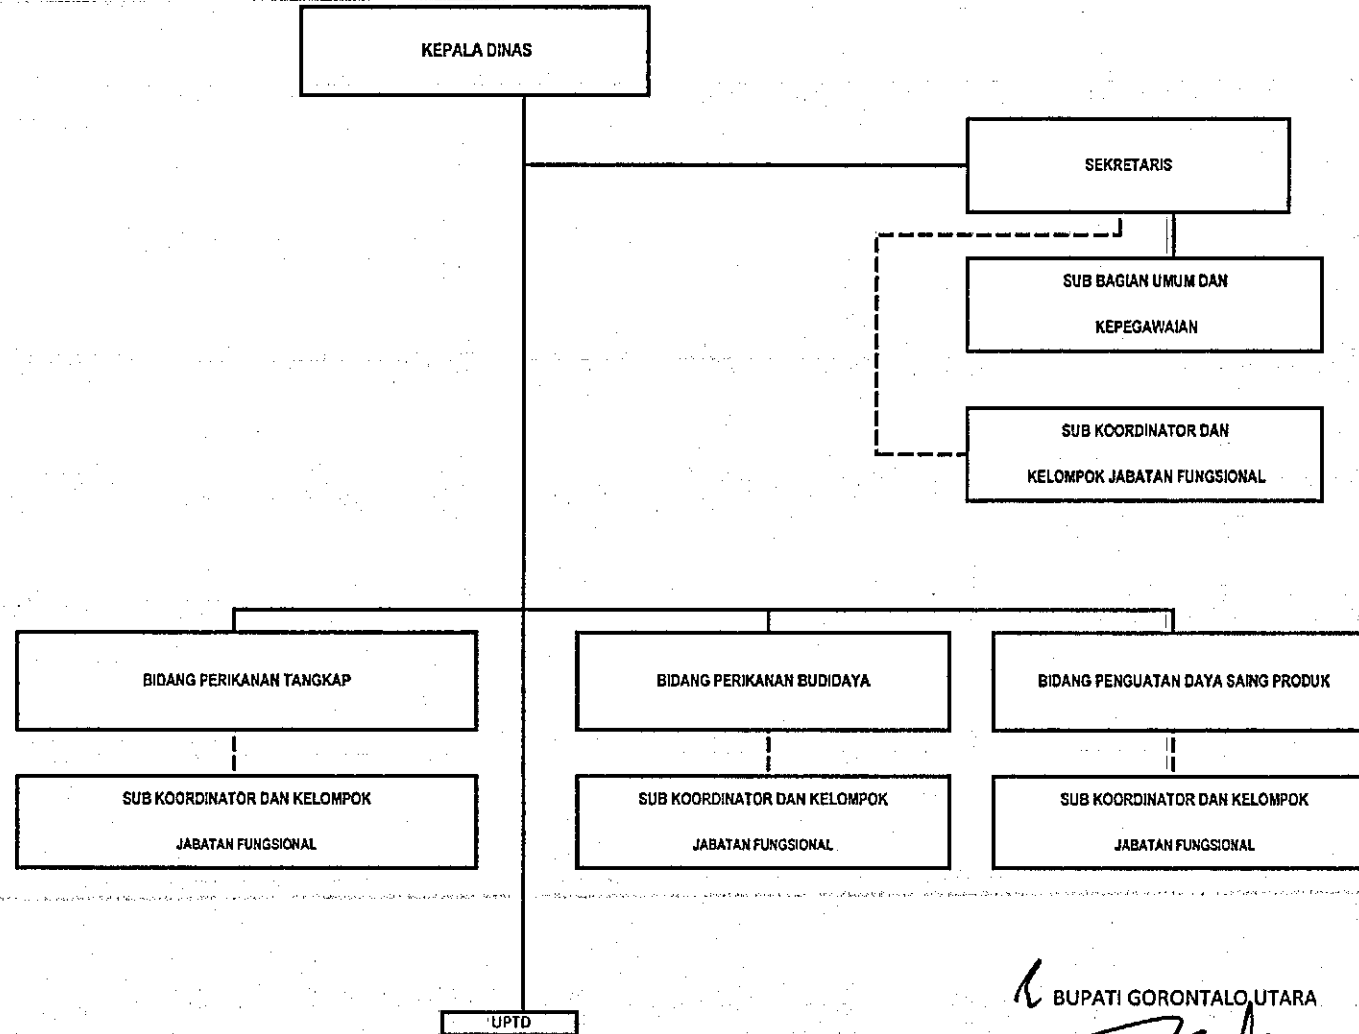 KEPALA DINAS
SEKRETARIS
SUB BAGIAN UMUM DAN
KEPEGAWAIAN
SUB KOORDINATOR DAN
KELOMPOK JABATAN FUNGSIONAL
BIDANG PERIKANAN TANGKAP
BIDANG PERIKANAN BUDIDAYA
BIDANG PENGUATAN DAYA SAING PRODUK
SUB KOORDINATOR DAN KELOMPOK
JABATAN FUNGSIONAL
SUB KOORDINATOR DAN KELOMPOK
JABATAN FUNGSIONAL
SUB KOORDINATOR DAN KELOMPOK
JABATAN FUNGSIONAL
BUPATI GORONTALO UTARA
UPTD